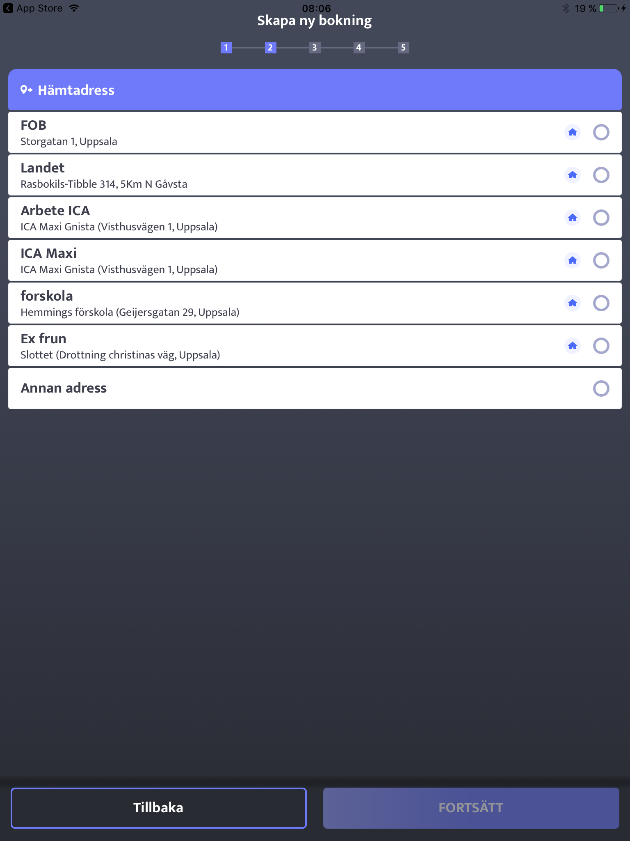 App Store
08:06
19 %
Skapa ny bokning
1 2 3 4 5
Hämtadress
FOB
Storgatan 1, Uppsala
Landet
Rasbokils-Tibble 314, 5Km N Gåvsta
Arbete ICA
ICA Maxi Gnista (Visthusvägen 1, Uppsala)
ICA Maxi
ICA Maxi Gnista (Visthusvägen 1, Uppsala)
forskola
Hemmings förskola (Geijersgatan 29, Uppsala)
Ex frun
Slottet (Drottning christinas väg, Uppsala)
Annan adress
Tillbaka
FORTSÄTT